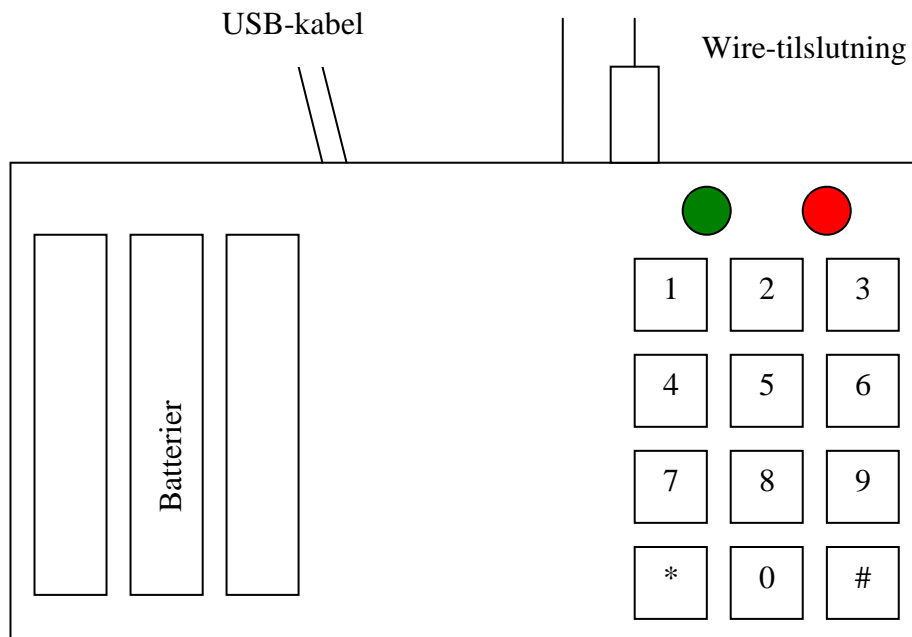 USB-kabel
Wire-tilslutning
1 2 3
4 5 6
Batterier
7 8 9
* 0 #